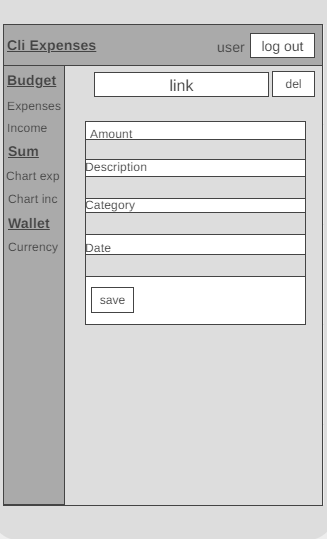 Cli Expenses
user
log out
Budget
Expenses
Income
Sum
Chart exp
Chart inc
Wallet
Currency
link
del
Amount
Description
Category
Date
save